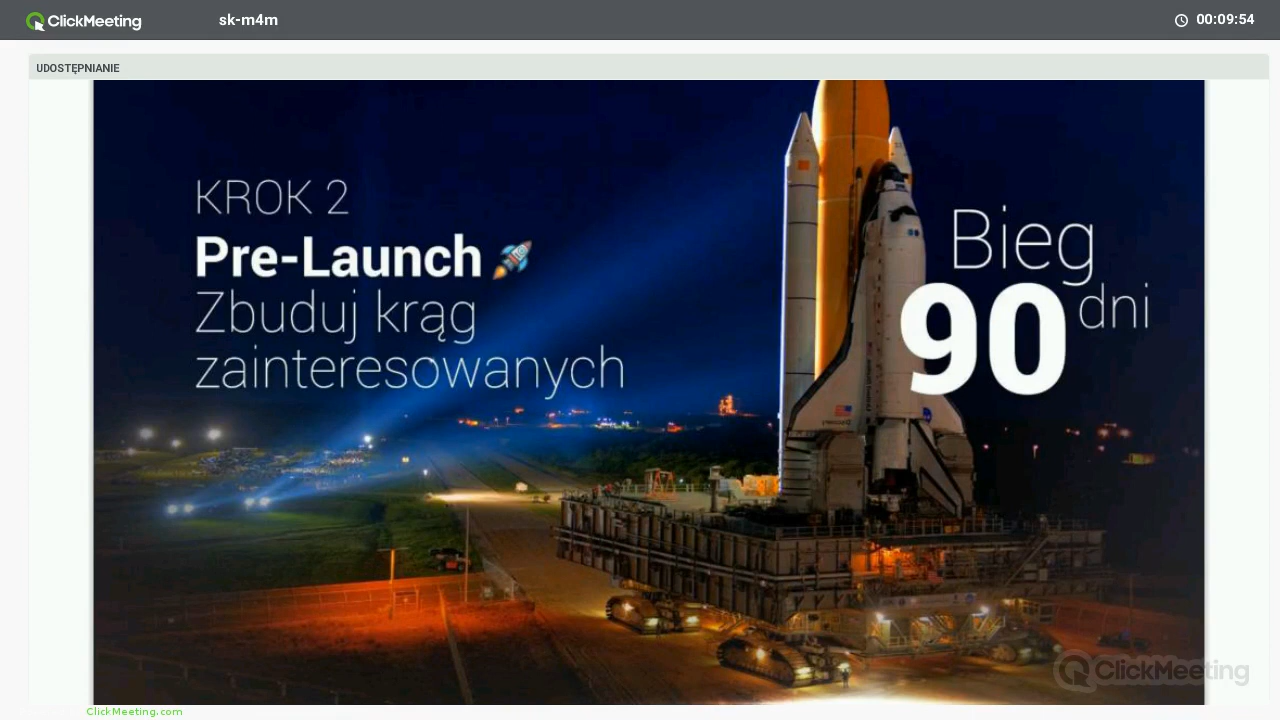 ClickMeeting
sk-m4m
00:09:54
UDOSTĘPNIANIE
KROK 2
Pre-Launch
Zbuduj krąg
zainteresowanych
Bieg
90 dni
ClickMeeting
ClickMeeting.com